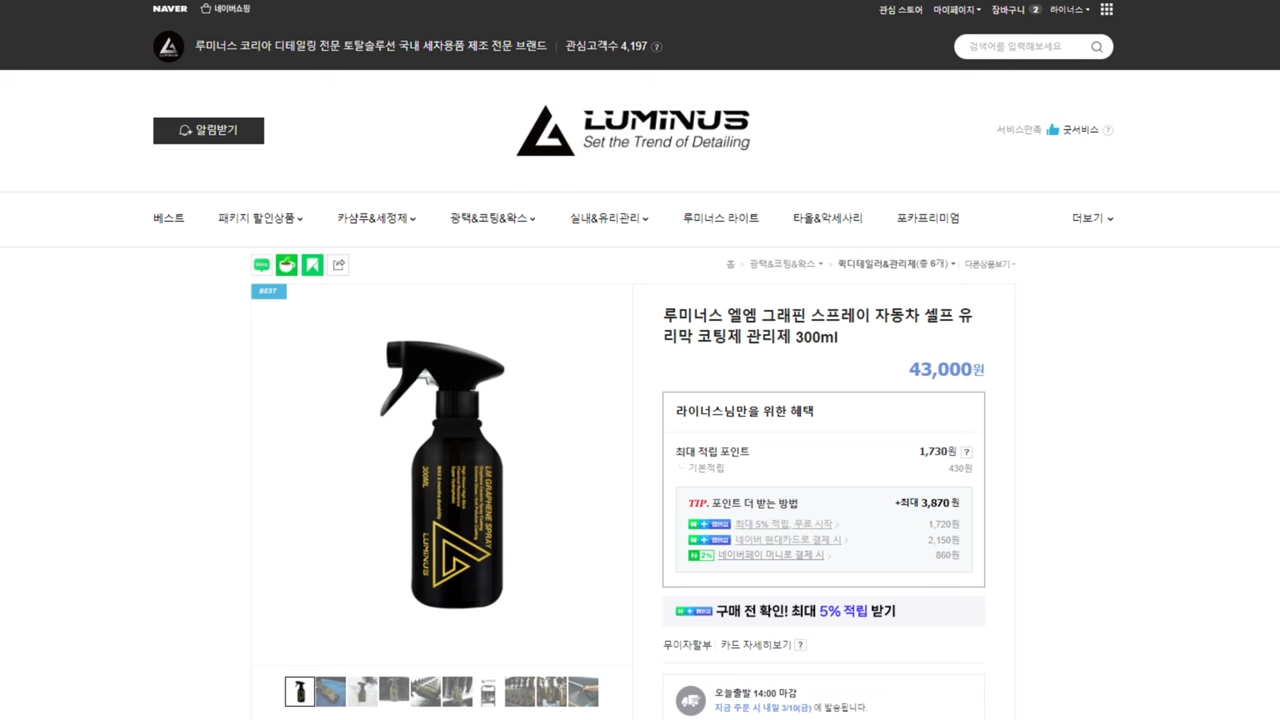 NAVER 네이버쇼핑
관심 스토어 마이페이지 장바구니 2 라이너스
루미너스 코리아 디테일링 전문 토탈솔루션 국내 세차용품 제조 전문 브랜드 관심고객수 4,197 ?
검색어를 입력해보세요
알림받기
LUMINUS
Set the Trend of Detailing
서비스만족 굿서비스 ?
베스트 패키지 할인상품 카샴푸&세정제 광택&코팅&왁스 실내&유리관리 루미너스 라이트 타올&악세사리 포카프리미엄 더보기
홈 > 광택&코팅&왁스 > 퀵디테일러&관리제(총 6개) 다른상품보기
BEST
루미너스 엘엠 그래핀 스프레이 자동차 셀프 유
리막 코팅제 관리제 300ml
43,000원
라이너스님만을 위한 혜택
최대 적립 포인트 1,730원 ?
기본적립 430원
TIP. 포인트 더 받는 방법 +최대 3,870원
N + 멤버십 최대 5% 적립, 무료 시작 > 1,720원
N + 멤버십 네이버 현대카드로 결제 시 > 2,150원
N 2% 네이버페이 머니로 결제 시 > 860원
N + 멤버십 구매 전 확인! 최대 5% 적립 받기
무이자할부 카드 자세히보기 ?
오늘출발 14:00 마감
지금 주문 시 내일 3/10(금) 에 발송됩니다.
LM GRAPHENE SPRAY
300ML
LUMINUS